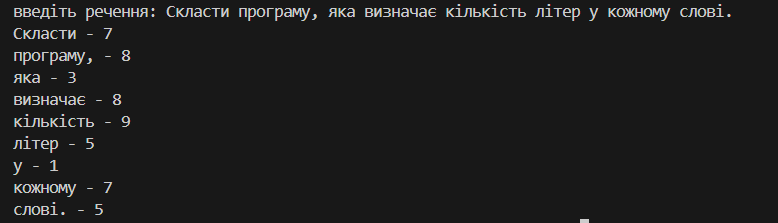 введіть речення: Скласти програму, яка визначає кількість літер у кожному слові.
Скласти - 7
програму, - 8
яка - 3
визначає - 8
кількість - 9
літер - 5
у - 1
кожному - 7
слові. - 5